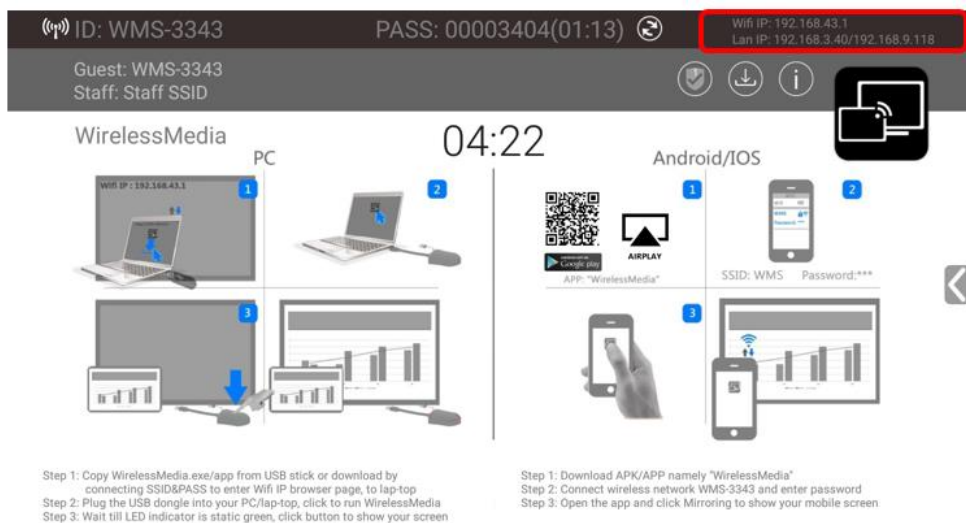 ID: WMS-3343
PASS: 00003404(01:13)
Wifi IP: 192.168.43.1
Lan IP: 192.168.3.40/192.168.9.118
Guest: WMS-3343
Staff: Staff SSID
WirelessMedia
04:22
PC
Android/IOS
Wifi IP : 192.168.43.1
1
2
1
2
Google play
AIRPLAY
APP: "WirelessMedia"
SSID: WMS Password:***
3
3
Step 1: Copy WirelessMedia.exe/app from USB stick or download by
connecting SSID&PASS to enter Wifi IP browser page, to lap-top
Step 2: Plug the USB dongle into your PC/lap-top, click to run WirelessMedia
Step 3: Wait till LED indicator is static green, click button to show your screen
Step 1: Download APK/APP namely "WirelessMedia"
Step 2: Connect wireless network WMS-3343 and enter password
Step 3: Open the app and click Mirroring to show your mobile screen